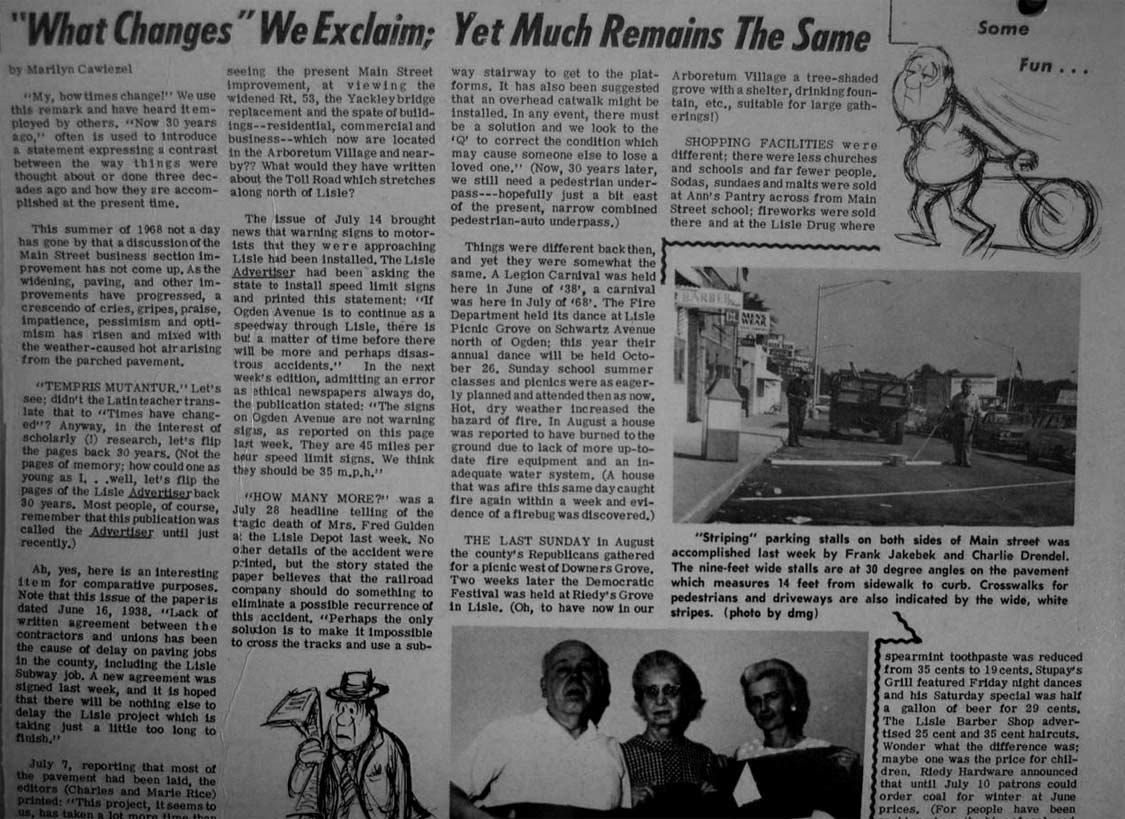 "What Changes" We Exclaim; Yet Much Remains The Same
by Marilyn Cawiezel
"My, how times change!" We use
this remark and have heard it em-
ployed by others. "Now 30 years
ago," often is used to introduce
a statement expressing a contrast
between the way things were
thought about or done three dec-
ades ago and how they are accom-
plished at the present time.
This summer of 1968 not a day
has gone by that a discussion of the
Main Street business section im-
provement has not come up. As the
widening, paving, and other im-
provements have progressed, a
crescendo of cries, gripes, praise,
impatience, pessimism and opti-
mism has risen and mixed with
the weather-caused hot air arising
from the parched pavement.
"TEMPRIS MUTANTUR." Let's
see; didn't the Latin teacher trans-
late that to "Times have chang-
ed"? Anyway, in the interest of
scholarly (!) research, let's flip
the pages back 30 years. (Not the
pages of memory; how could one as
young as I. . .well, let's flip the
pages of the Lisle Advertiser back
30 years. Most people, of course,
remember that this publication was
called the Advertiser until just
recently.)
Ah, yes, here is an interesting
item for comparative purposes.
Note that this issue of the paper is
dated June 16, 1938. "Lack of
written agreement between the
contractors and unions has been
the cause of delay on paving jobs
in the county, including the Lisle
Subway job. A new agreement was
signed last week, and it is hoped
that there will be nothing else to
delay the Lisle project which is
taking just a little too long to
finish."
July 7, reporting that most of
the pavement had been laid, the
editors (Charles and Marie Rice)
printed: "This project, it seems to
us, has taken a lot more time than
seeing the present Main Street
improvement, at viewing the
widened Rt. 53, the Yackley bridge
replacement and the spate of build-
ings--residential, commercial and
business--which now are located
in the Arboretum Village and near-
by?? What would they have written
about the Toll Road which stretches
along north of Lisle?
The issue of July 14 brought
news that warning signs to motor-
ists that they were approaching
Lisle had been installed. The Lisle
Advertiser had been asking the
state to install speed limit signs
and printed this statement: "If
Ogden Avenue is to continue as a
speedway through Lisle, there is
but a matter of time before there
will be more and perhaps disas-
trous accidents." In the next
week's edition, admitting an error
as ethical newspapers always do,
the publication stated: "The signs
on Ogden Avenue are not warning
signs, as reported on this page
last week. They are 45 miles per
hour speed limit signs. We think
they should be 35 m.p.h."
"HOW MANY MORE?" was a
July 28 headline telling of the
tragic death of Mrs. Fred Gulden
at the Lisle Depot last week. No
other details of the accident were
printed, but the story stated the
paper believes that the railroad
company should do something to
eliminate a possible recurrence of
this accident. "Perhaps the only
solution is to make it impossible
to cross the tracks and use a sub-
way stairway to get to the plat-
forms. It has also been suggested
that an overhead catwalk might be
installed. In any event, there must
be a solution and we look to the
'Q' to correct the condition which
may cause someone else to lose a
loved one." (Now, 30 years later,
we still need a pedestrian under-
pass---hopefully just a bit east
of the present, narrow combined
pedestrian-auto underpass.)
Things were different back then,
and yet they were somewhat the
same. A Legion Carnival was held
here in June of '38', a carnival
was here in July of '68'. The Fire
Department held its dance at Lisle
Picnic Grove on Schwartz Avenue
north of Ogden; this year their
annual dance will be held Octo-
ber 26. Sunday school summer
classes and picnics were as eager-
ly planned and attended then as now.
Hot, dry weather increased the
hazard of fire. In August a house
was reported to have burned to the
ground due to lack of more up-to-
date fire equipment and an in-
adequate water system. (A house
that was afire this same day caught
fire again within a week and evi-
dence of a firebug was discovered.)
THE LAST SUNDAY in August
the county's Republicans gathered
for a picnic west of Downers Grove.
Two weeks later the Democratic
Festival was held at Riedy's Grove
in Lisle. (Oh, to have now in our
Arboretum Village a tree-shaded
grove with a shelter, drinking foun-
tain, etc., suitable for large gath-
erings!)
SHOPPING FACILITIES were
different; there were less churches
and schools and far fewer people.
Sodas, sundaes and malts were sold
at Ann's Pantry across from Main
Street school; fireworks were sold
there and at the Lisle Drug where
Some
Fun . . .
BARBER
MEN'S
WEAR
"Striping" parking stalls on both sides of Main street was
accomplished last week by Frank Jakebek and Charlie Drendel.
The nine-feet wide stalls are at 30 degree angles on the pavement
which measures 14 feet from sidewalk to curb. Crosswalks for
pedestrians and driveways are also indicated by the wide, white
stripes. (photo by dmg)
spearmint toothpaste was reduced
from 35 cents to 19 cents. Stupay's
Grill featured Friday night dances
and his Saturday special was half
a gallon of beer for 29 cents.
The Lisle Barber Shop adver-
tised 25 cent and 35 cent haircuts.
Wonder what the difference was;
maybe one was the price for chil-
dren. Riedy Hardware announced
that until July 10 patrons could
order coal for winter at June
prices. (For people have been